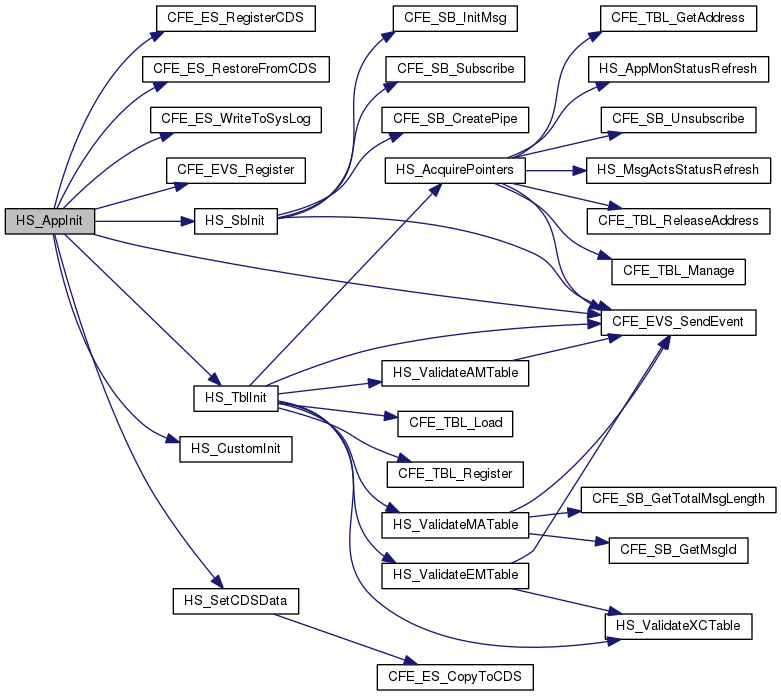 CFE_ES_RegisterCDS
CFE_SB_InitMsg
CFE_TBL_GetAddress
CFE_ES_RestoreFromCDS
CFE_SB_Subscribe
HS_AppMonStatusRefresh
CFE_ES_WriteToSysLog
CFE_SB_CreatePipe
CFE_SB_Unsubscribe
CFE_EVS_Register
HS_AcquirePointers
HS_MsgActsStatusRefresh
HS_AppInit
HS_SbInit
CFE_TBL_ReleaseAddress
CFE_TBL_Manage
CFE_EVS_SendEvent
HS_ValidateAMTable
HS_TblInit
CFE_TBL_Load
HS_CustomInit
CFE_TBL_Register
CFE_SB_GetTotalMsgLength
HS_ValidateMATable
CFE_SB_GetMsgId
HS_ValidateEMTable
HS_SetCDSData
HS_ValidateXCTable
CFE_ES_CopyToCDS